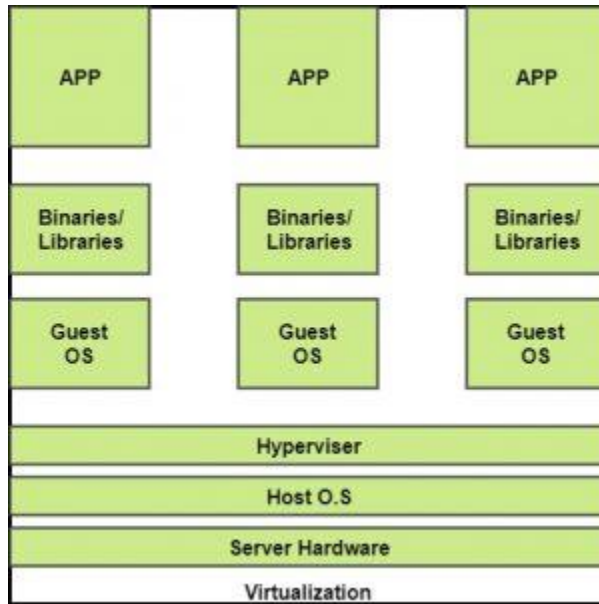 APP APP APP
Binaries/ Binaries/ Binaries/
Libraries Libraries Libraries
Guest Guest Guest
OS OS OS
Hyperviser
Host O.S
Server Hardware
Virtualization